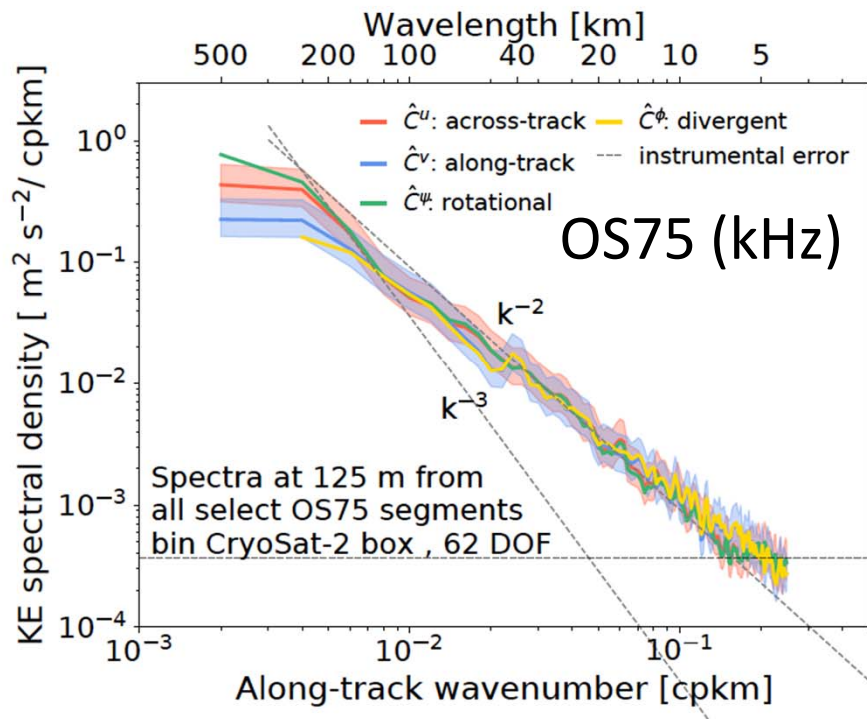 Wavelength [km]
500 200 100 40 20 10 5
KE spectral density [ m² s⁻²/ cpkm]
10⁰
10⁻¹
10⁻²
10⁻³
10⁻⁴
Ĉᵘ: across-track
Ĉᵛ: along-track
Ĉᵠ: rotational
Ĉᶲ: divergent
instrumental error
OS75 (kHz)
k⁻²
k⁻³
Spectra at 125 m from
all select OS75 segments
bin CryoSat-2 box , 62 DOF
10⁻³ 10⁻² 10⁻¹
Along-track wavenumber [cpkm]